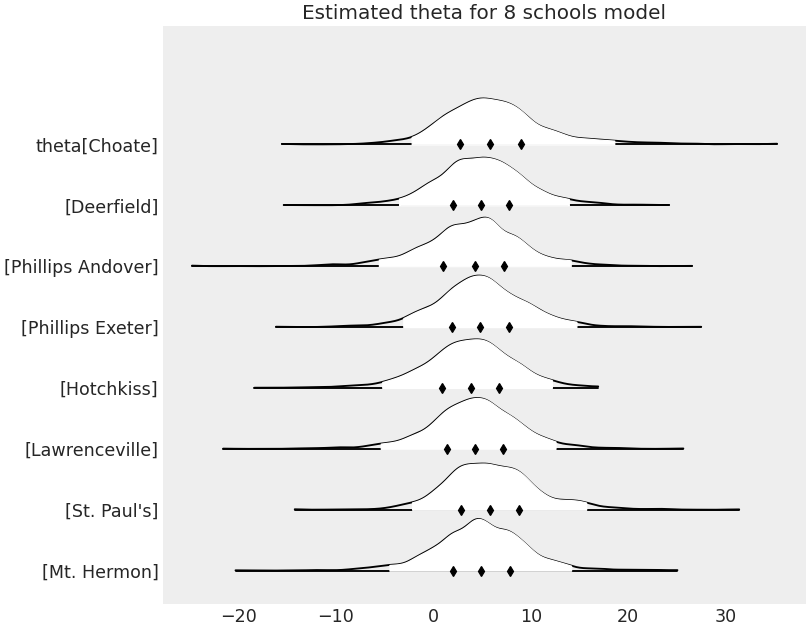 Estimated theta for 8 schools model
theta[Choate]
[Deerfield]
[Phillips Andover]
[Phillips Exeter]
[Hotchkiss]
[Lawrenceville]
[St. Paul's]
[Mt. Hermon]
−20 −10 0 10 20 30